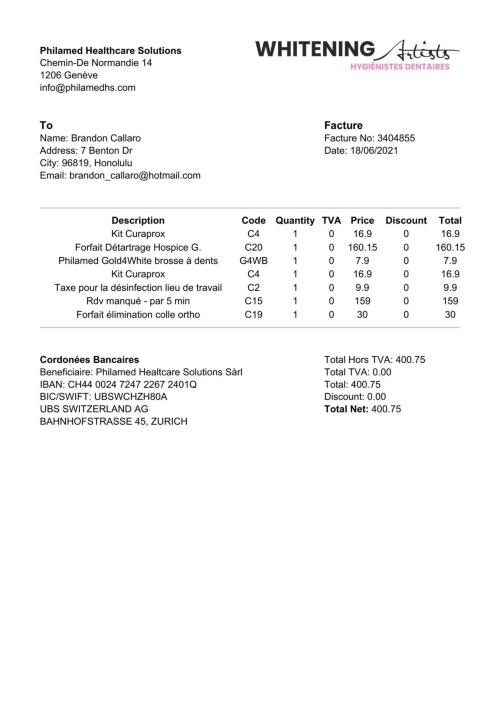 Philamed Healthcare Solutions
Chemin-De Normandie 14
1206 Genève
info@philamedhs.com
WHITENING Artists
HYGIÉNISTES DENTAIRES
To
Name: Brandon Callaro
Address: 7 Benton Dr
City: 96819, Honolulu
Email: brandon_callaro@hotmail.com
Facture
Facture No: 3404855
Date: 18/06/2021
Description Code Quantity TVA Price Discount Total
Kit Curaprox C4 1 0 16.9 0 16.9
Forfait Détartrage Hospice G. C20 1 0 160.15 0 160.15
Philamed Gold4White brosse à dents G4WB 1 0 7.9 0 7.9
Kit Curaprox C4 1 0 16.9 0 16.9
Taxe pour la désinfection lieu de travail C2 1 0 9.9 0 9.9
Rdv manqué - par 5 min C15 1 0 159 0 159
Forfait élimination colle ortho C19 1 0 30 0 30
Cordonées Bancaires
Beneficiaire: Philamed Healtcare Solutions Sàrl
IBAN: CH44 0024 7247 2267 2401Q
BIC/SWIFT: UBSWCHZH80A
UBS SWITZERLAND AG
BAHNHOFSTRASSE 45, ZURICH
Total Hors TVA: 400.75
Total TVA: 0.00
Total: 400.75
Discount: 0.00
Total Net: 400.75